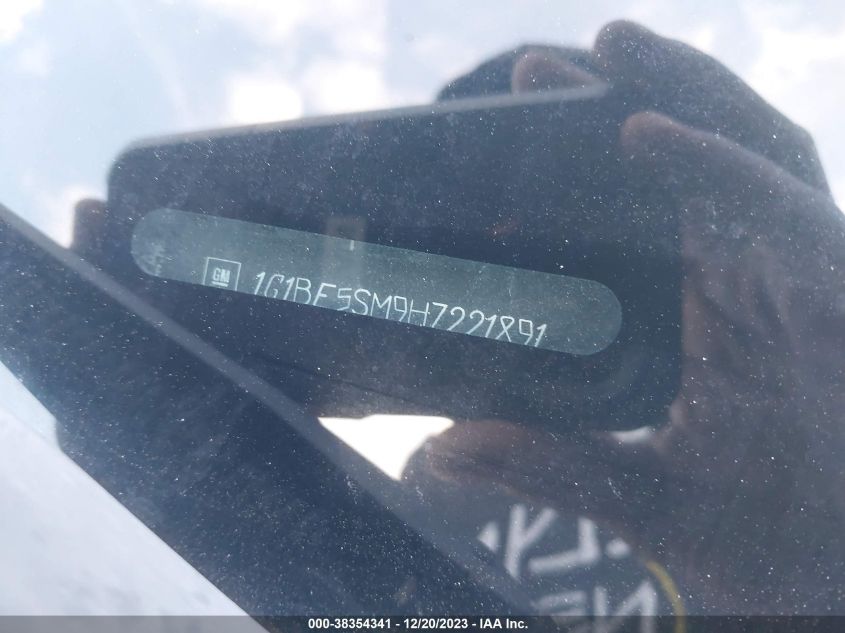 GM 1G1BE5SM9H7221891
000-38354341 - 12/20/2023 - IAA Inc.